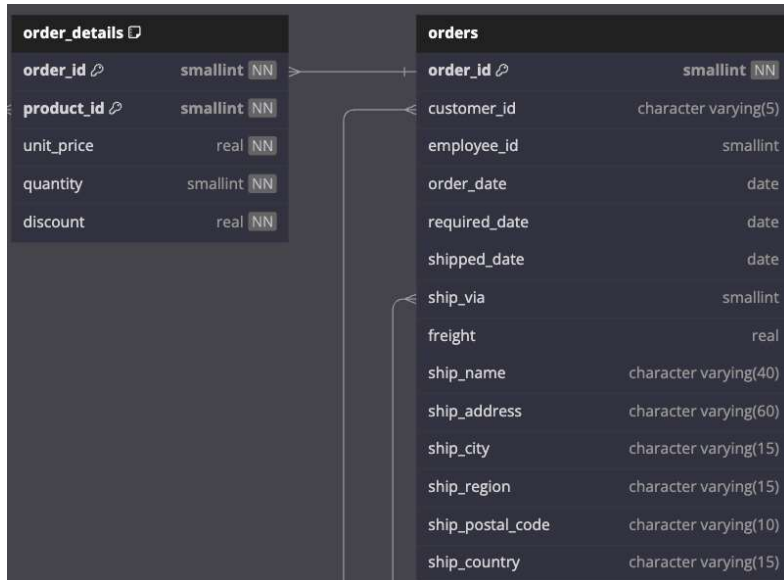 order_details
order_id smallint NN
product_id smallint NN
unit_price real NN
quantity smallint NN
discount real NN
orders
order_id smallint NN
customer_id character varying(5)
employee_id smallint
order_date date
required_date date
shipped_date date
ship_via smallint
freight real
ship_name character varying(40)
ship_address character varying(60)
ship_city character varying(15)
ship_region character varying(15)
ship_postal_code character varying(10)
ship_country character varying(15)